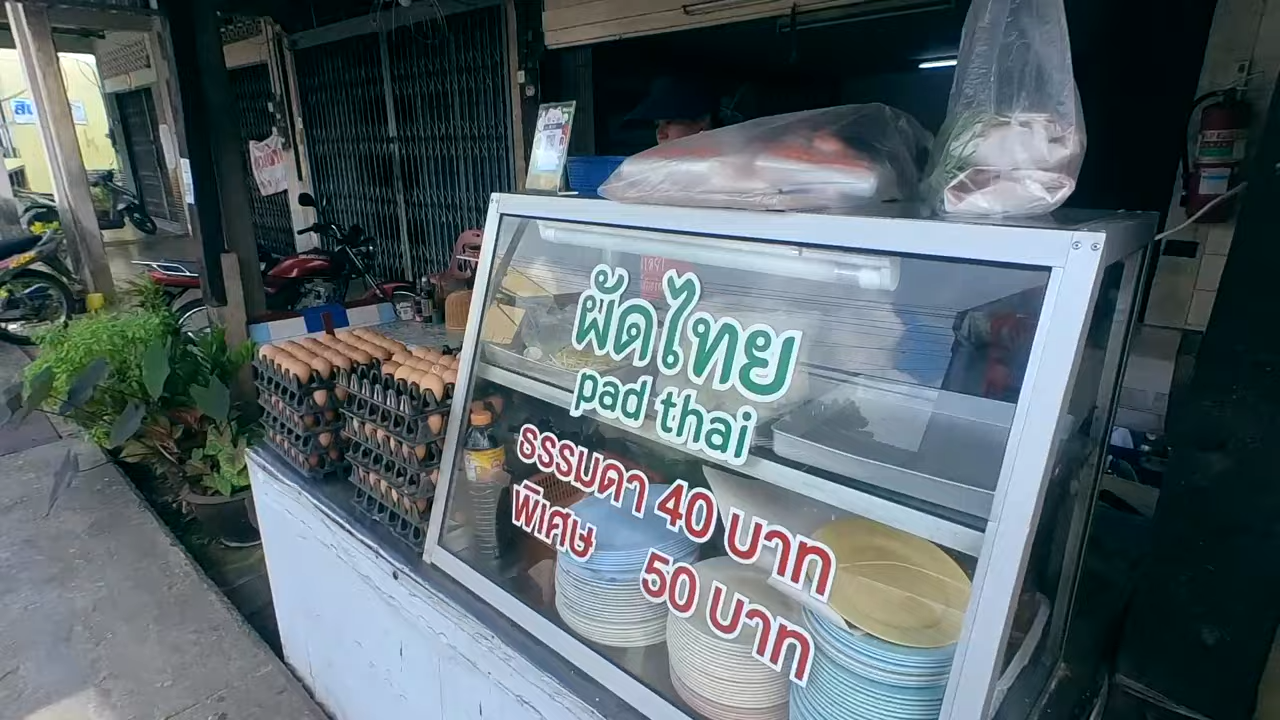 ผัดไทย
pad thai
ธรรมดา 40 บาท
พิเศษ 50 บาท